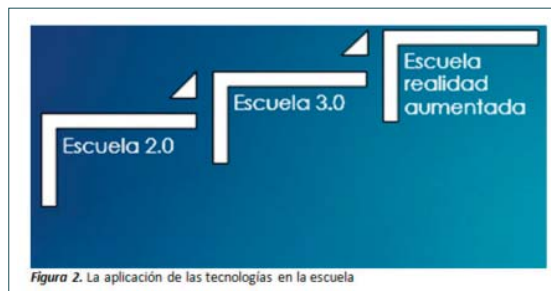 Escuela 2.0
Escuela 3.0
Escuela
realidad
aumentada
Figura 2. La aplicación de las tecnologías en la escuela